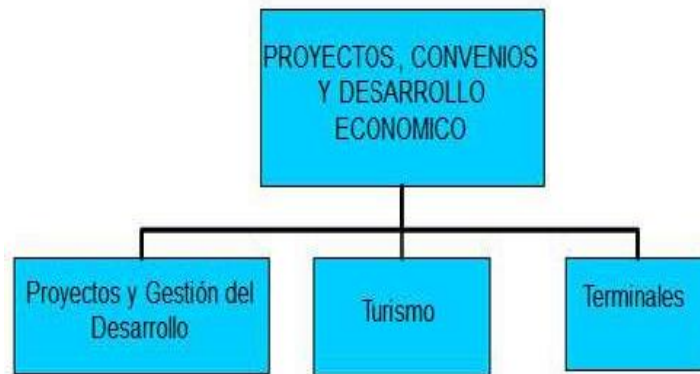 PROYECTOS, CONVENIOS
Y DESARROLLO
ECONOMICO
Proyectos y Gestión del
Desarrollo
Turismo
Terminales